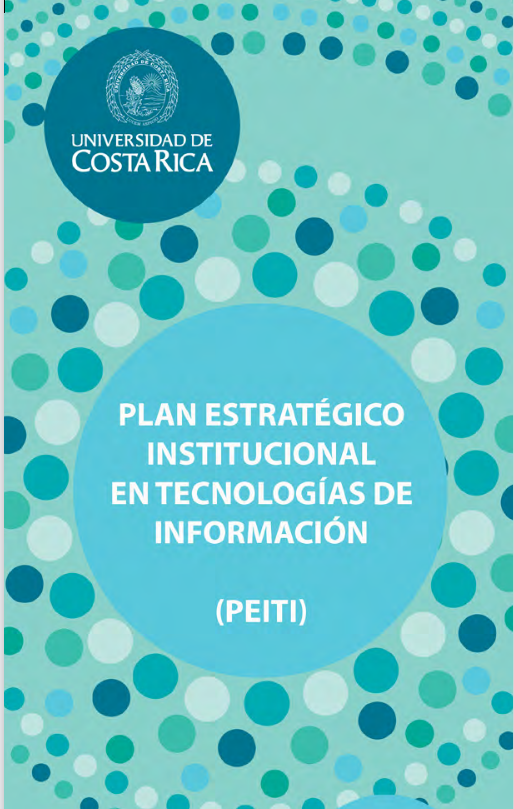 UNIVERSIDAD DE
COSTA RICA
PLAN ESTRATÉGICO
INSTITUCIONAL
EN TECNOLOGÍAS DE
INFORMACIÓN
(PEITI)